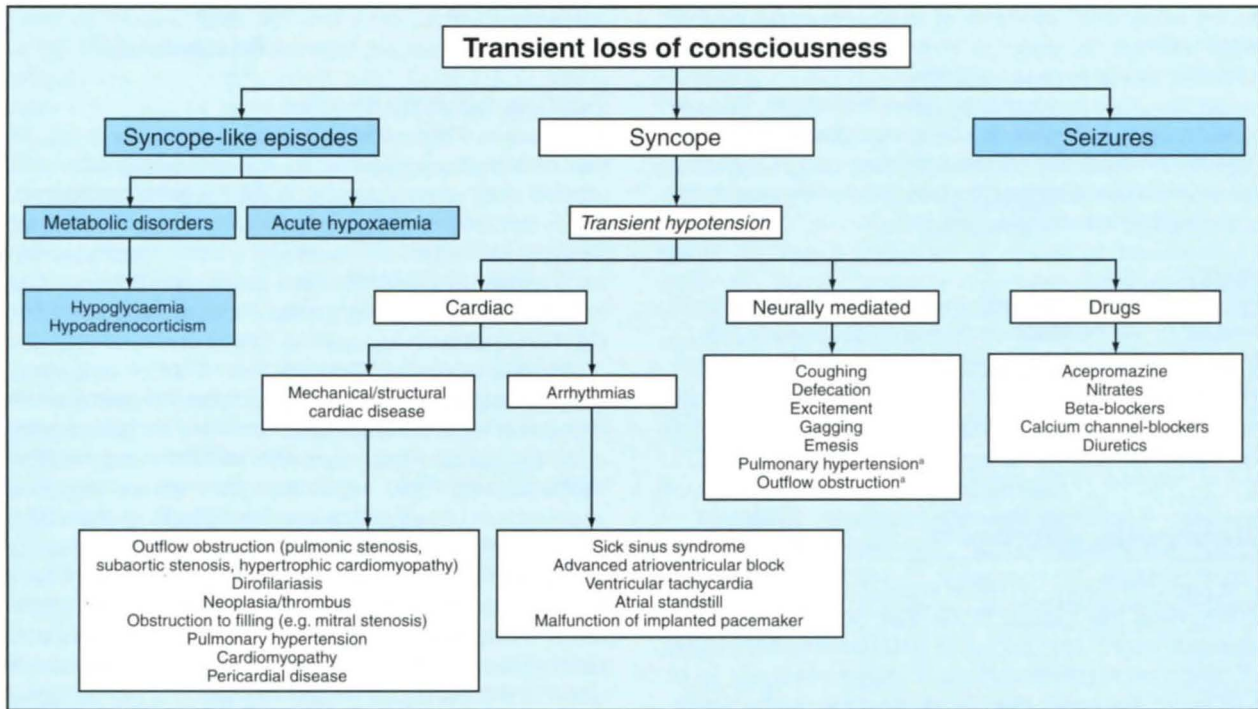 Transient loss of consciousness
Syncope-like episodes
Syncope
Seizures
Metabolic disorders
Acute hypoxaemia
Transient hypotension
Hypoglycaemia
Hypoadrenocorticism
Cardiac
Neurally mediated
Drugs
Mechanical/structural
cardiac disease
Arrhythmias
Coughing
Defecation
Excitement
Gagging
Emesis
Pulmonary hypertensionᵃ
Outflow obstructionᵃ
Acepromazine
Nitrates
Beta-blockers
Calcium channel-blockers
Diuretics
Outflow obstruction (pulmonic stenosis,
subaortic stenosis, hypertrophic cardiomyopathy)
Dirofilariasis
Neoplasia/thrombus
Obstruction to filling (e.g. mitral stenosis)
Pulmonary hypertension
Cardiomyopathy
Pericardial disease
Sick sinus syndrome
Advanced atrioventricular block
Ventricular tachycardia
Atrial standstill
Malfunction of implanted pacemaker